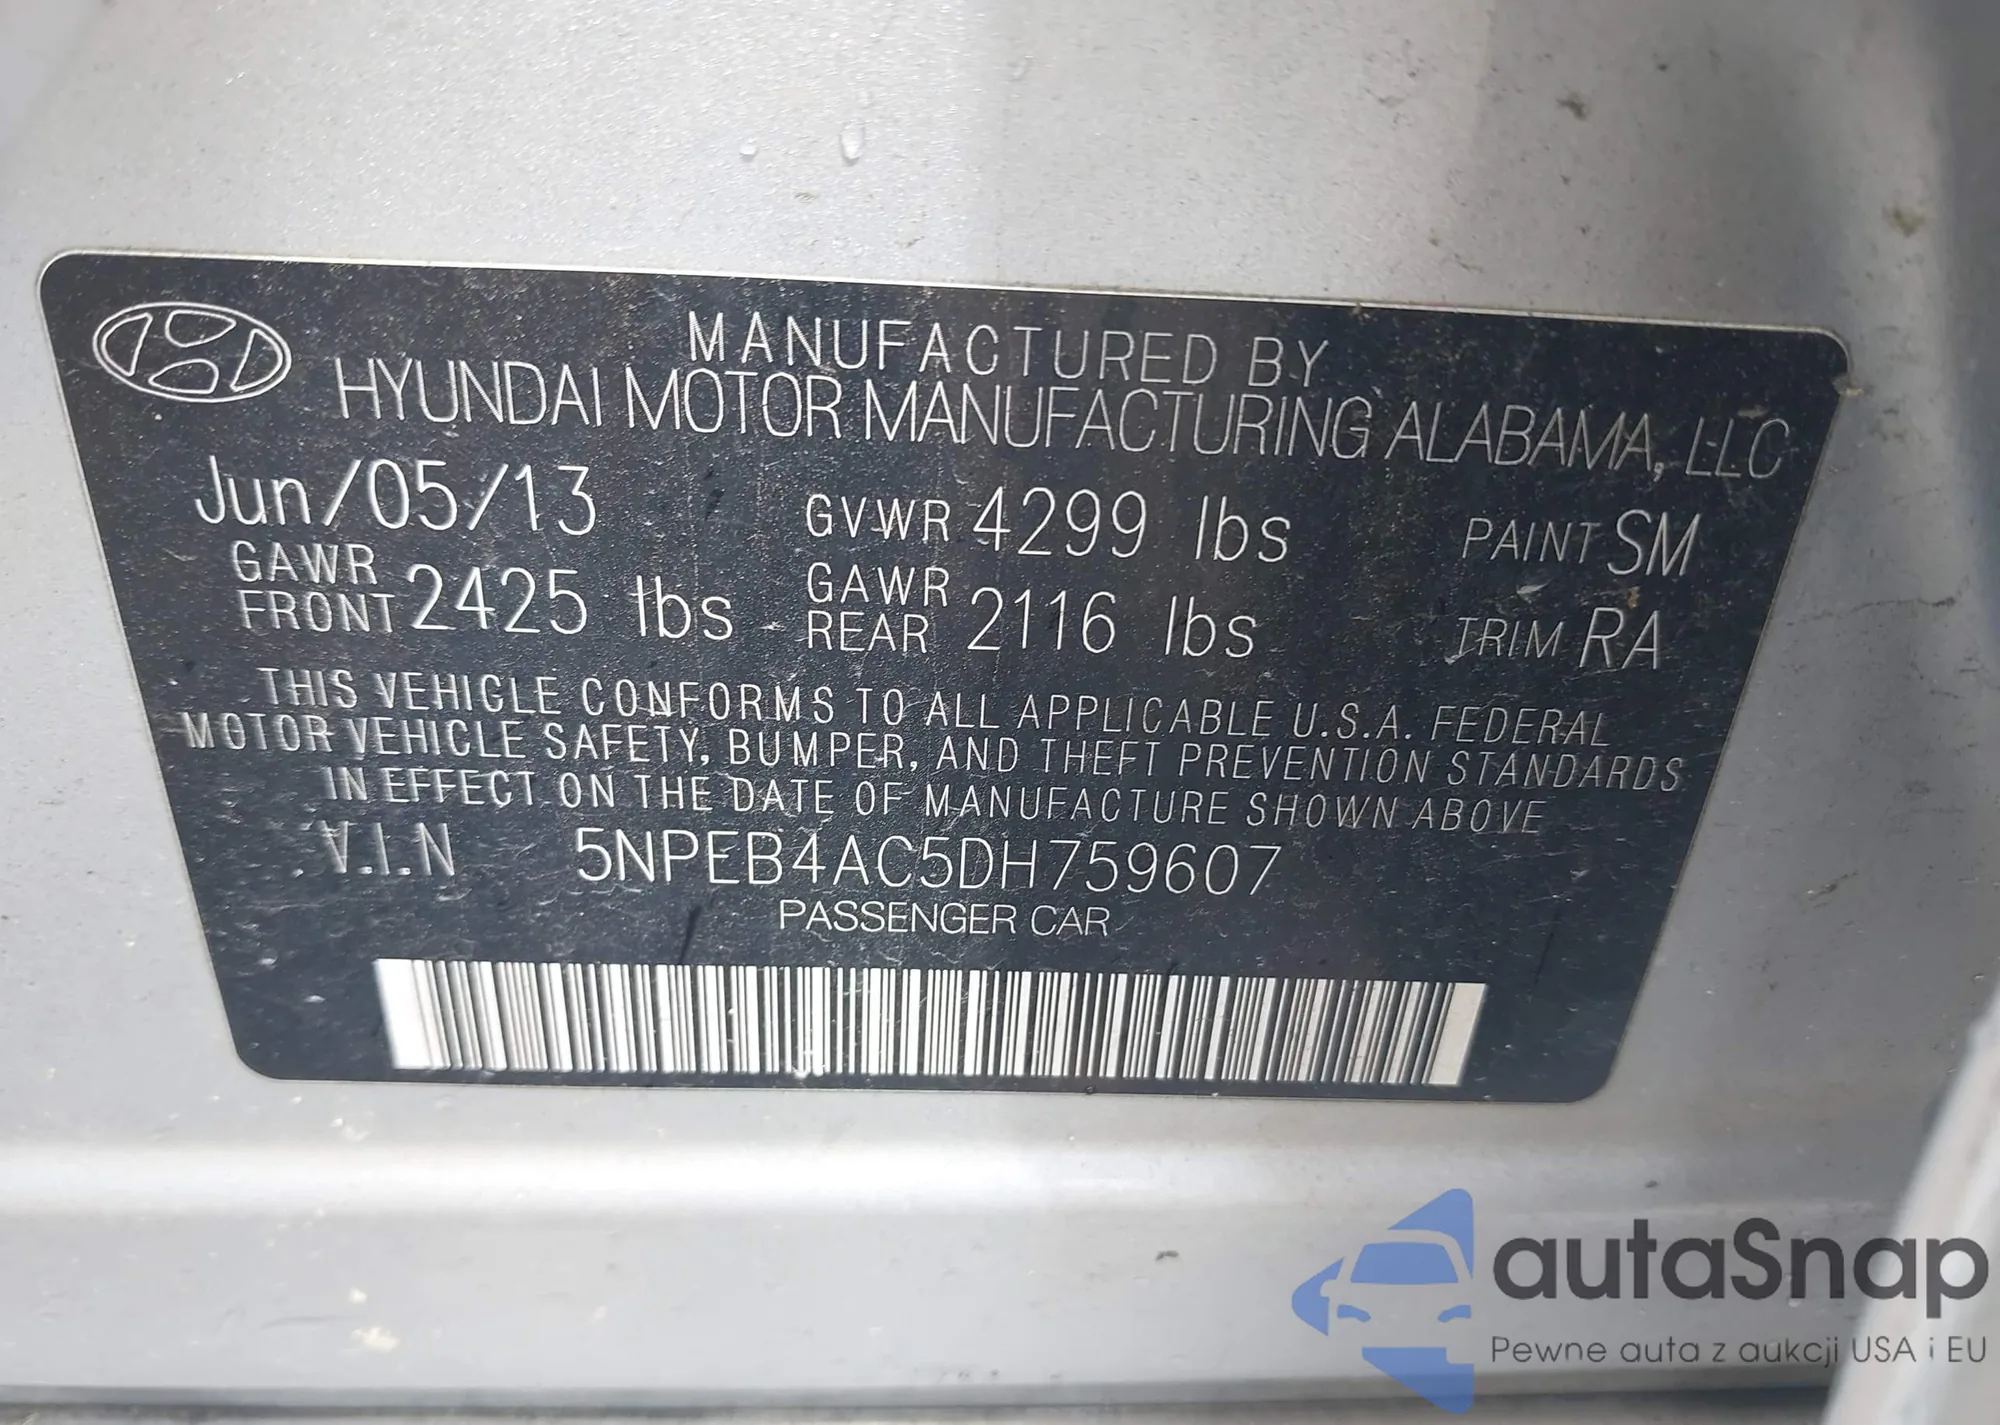 MANUFACTURED BY
HYUNDAI MOTOR MANUFACTURING ALABAMA, LLC
Jun/05/13 GVWR 4299 lbs PAINT SM
GAWR FRONT 2425 lbs GAWR REAR 2116 lbs TRIM RA
THIS VEHICLE CONFORMS TO ALL APPLICABLE U.S.A. FEDERAL
MOTOR VEHICLE SAFETY, BUMPER, AND THEFT PREVENTION STANDARDS
IN EFFECT ON THE DATE OF MANUFACTURE SHOWN ABOVE
V.I.N 5NPEB4AC5DH759607
PASSENGER CAR
autaSnap
Pewne auta z aukcji USA i EU